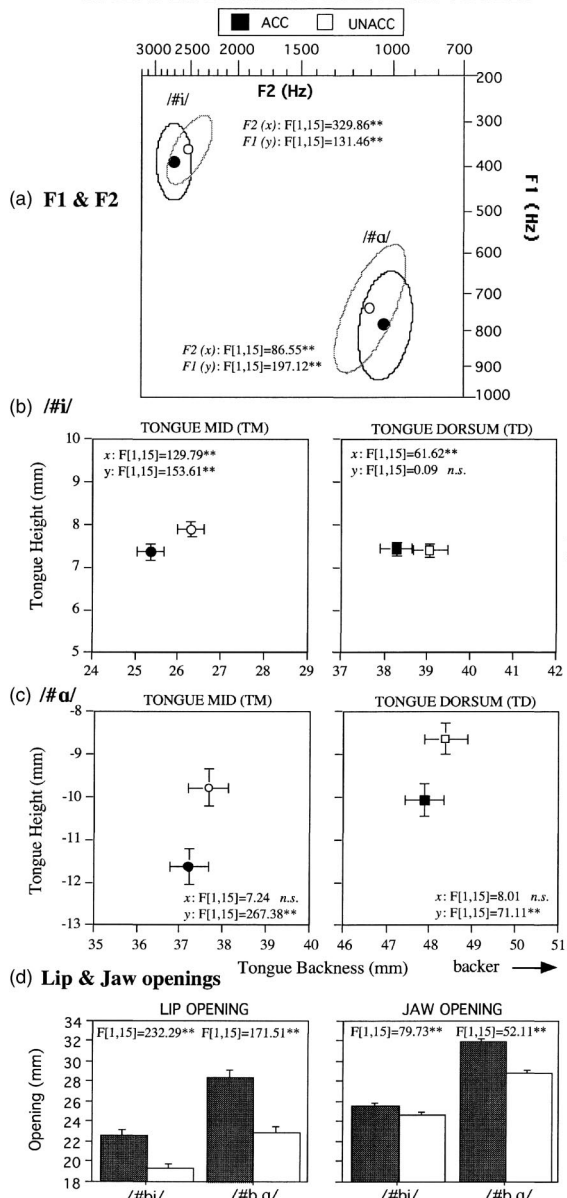 ACC UNACC
3000 2500 2000 1500 1000 700
F2 (Hz)
200
300
400
500
600
700
800
900
1000
F1 (Hz)
/#i/
F2 (x): F[1,15]=329.86**
F1 (y): F[1,15]=131.46**
(a) F1 & F2
/#ɑ/
F2 (x): F[1,15]=86.55**
F1 (y): F[1,15]=197.12**
(b) /#i/
TONGUE MID (TM) TONGUE DORSUM (TD)
x: F[1,15]=129.79**
y: F[1,15]=153.61**
x: F[1,15]=61.62**
y: F[1,15]=0.09 n.s.
Tongue Height (mm)
10
9
8
7
6
5
24 25 26 27 28 29
37 38 39 40 41 42
(c) /#ɑ/
TONGUE MID (TM) TONGUE DORSUM (TD)
Tongue Height (mm)
-8
-9
-10
-11
-12
-13
x: F[1,15]=7.24 n.s.
y: F[1,15]=267.38**
x: F[1,15]=8.01 n.s.
y: F[1,15]=71.11**
35 36 37 38 39 40
46 47 48 49 50 51
Tongue Backness (mm) backer
(d) Lip & Jaw openings
LIP OPENING JAW OPENING
F[1,15]=232.29** F[1,15]=171.51**
F[1,15]=79.73** F[1,15]=52.11**
Opening (mm)
34
32
30
28
26
24
22
20
18
/#bi/ /#bɑ/ /#bi/ /#bɑ/